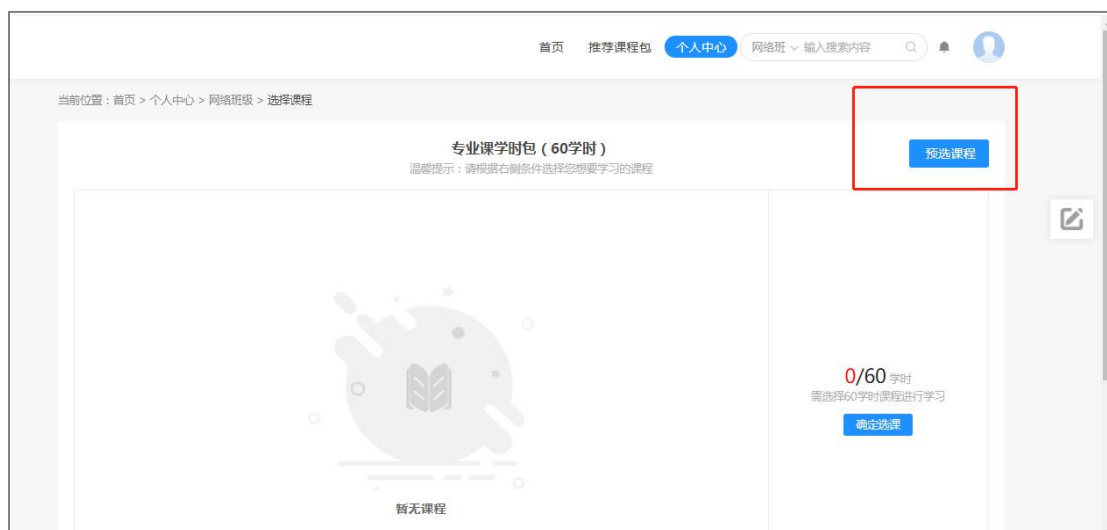 首页 推荐课程包 个人中心 网络班 输入搜索内容
当前位置：首页 > 个人中心 > 网络班级 > 选择课程
专业课学时包（60学时）
温馨提示：请根据右侧条件选择您想要学习的课程
预选课程
0/60 学时
需选择60学时课程进行学习
确定选课
暂无课程